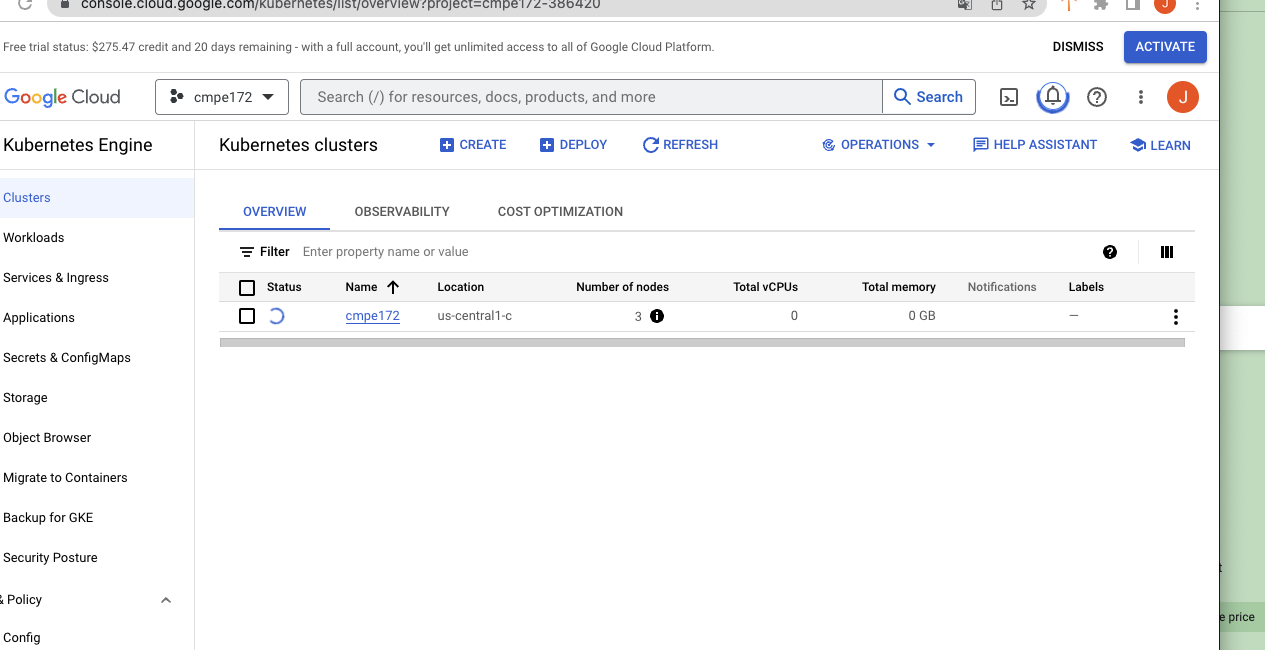 console.cloud.google.com/kubernetes/list/overview?project=cmpe172-386420
J
Free trial status: $275.47 credit and 20 days remaining - with a full account, you'll get unlimited access to all of Google Cloud Platform.
DISMISS
ACTIVATE
Google Cloud
cmpe172
Search (/) for resources, docs, products, and more
Search
J
Kubernetes Engine
Kubernetes clusters
CREATE
DEPLOY
REFRESH
OPERATIONS
HELP ASSISTANT
LEARN
Clusters
Workloads
Services & Ingress
Applications
Secrets & ConfigMaps
Storage
Object Browser
Migrate to Containers
Backup for GKE
Security Posture
& Policy
Config
OVERVIEW
OBSERVABILITY
COST OPTIMIZATION
Filter
Enter property name or value
Status
Name
Location
Number of nodes
Total vCPUs
Total memory
Notifications
Labels
cmpe172
us-central1-c
3
0
0 GB
—
t
e price